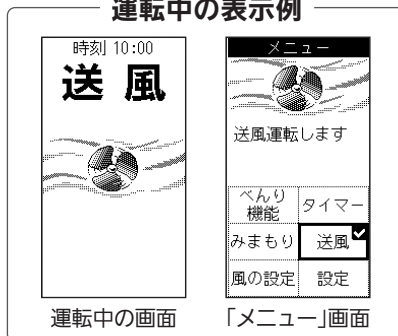 運転中の表示例
時刻 10:00
送 風
運転中の画面
メニュー
送風運転します
べんり
機能
タイマー
みまもり
送風
風の設定
設定
「メニュー」画面